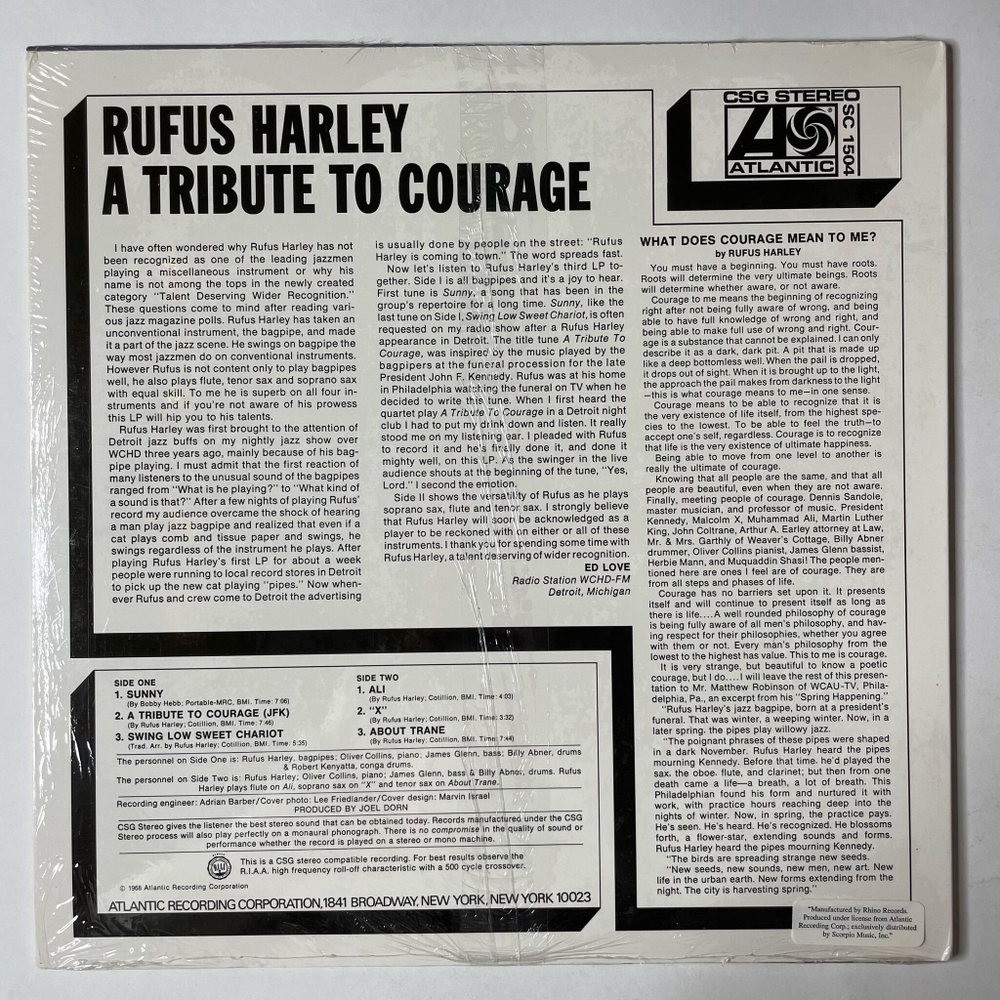 RUFUS HARLEY
A TRIBUTE TO COURAGE
CSG STEREO
SC 1504
ATLANTIC
I have often wondered why Rufus Harley has not
been recognized as one of the leading jazzmen
playing a miscellaneous instrument or why his
name is not among the tops in the newly created
category "Talent Deserving Wider Recognition."
These questions come to mind after reading vari-
ous jazz magazine polls. Rufus Harley has taken an
unconventional instrument, the bagpipe, and made
it a part of the jazz scene. He swings on bagpipe the
way most jazzmen do on conventional instruments.
However Rufus is not content only to play bagpipes
well, he also plays flute, tenor sax and soprano sax
with equal skill. To me he is superb on all four in-
struments and if you're not aware of his prowess
this LP will hip you to his talents.
Rufus Harley was first brought to the attention of
Detroit jazz buffs on my nightly jazz show over
WCHD three years ago, mainly because of his bag-
pipe playing. I must admit that the first reaction of
many listeners to the unusual sound of the bagpipes
ranged from "What is he playing?" to "What kind of
a sound is that?" After a few nights of playing Rufus'
record my audience overcame the shock of hearing
a man play jazz bagpipe and realized that even if a
cat plays comb and tissue paper and swings, he
swings regardless of the instrument he plays. After
playing Rufus Harley's first LP for about a week
people were running to local record stores in Detroit
to pick up the new cat playing "pipes." Now when-
ever Rufus and crew come to Detroit the advertising
is usually done by people on the street: "Rufus
Harley is coming to town." The word spreads fast.
Now let's listen to Rufus Harley's third LP to-
gether. Side I is all bagpipes and it's a joy to hear.
First tune is Sunny, a song that has been in the
group's repertoire for a long time. Sunny, like the
last tune on Side I, Swing Low Sweet Chariot, is often
requested on my radio show after a Rufus Harley
appearance in Detroit. The title tune A Tribute To
Courage, was inspired by the music played by the
bagpipers at the funeral procession for the late
President John F. Kennedy. Rufus was at his home
in Philadelphia watching the funeral on TV when he
decided to write this tune. When I first heard the
quartet play A Tribute To Courage in a Detroit night
club I had to put my drink down and listen. It really
stood me on my listening ear. I pleaded with Rufus
to record it and he's finally done it, and done it
mighty well, on this LP. As the swinger in the live
audience shouts at the beginning of the tune, "Yes,
Lord." I second the emotion.
Side II shows the versatility of Rufus as he plays
soprano sax, flute and tenor sax. I strongly believe
that Rufus Harley will soon be acknowledged as a
player to be reckoned with on either or all of these
instruments. I thank you for spending some time with
Rufus Harley, a talent deserving of wider recognition.
ED LOVE
Radio Station WCHD-FM
Detroit, Michigan
WHAT DOES COURAGE MEAN TO ME?
by RUFUS HARLEY
You must have a beginning. You must have roots.
Roots will determine the very ultimate beings. Roots
will determine whether aware, or not aware.
Courage to me means the beginning of recognizing
right after not being fully aware of wrong, and being
able to have full knowledge of wrong and right, and
being able to make full use of wrong and right. Cour-
age is a substance that cannot be explained. I can only
describe it as a dark, dark pit. A pit that is made up
like a deep bottomless well. When the pail is dropped,
it drops out of sight. When it is brought up to the light,
the approach the pail makes from darkness to the light
—this is what courage means to me—in one sense.
Courage means to be able to recognize that it is
the very existence of life itself, from the highest spe-
cies to the lowest. To be able to feel the truth—to
accept one's self, regardless. Courage is to recognize
that life is the very existence of ultimate happiness.
Being able to move from one level to another is
really the ultimate of courage.
Knowing that all people are the same, and that all
people are beautiful, even when they are not aware.
Finally, meeting people of courage. Dennis Sandole,
master musician, and professor of music. President
Kennedy, Malcolm X, Muhammad Ali, Martin Luther
King, John Coltrane, Arthur A. Earley attorney at Law,
Mr. & Mrs. Garthly of Weaver's Cottage, Billy Abner
drummer, Oliver Collins pianist, James Glenn bassist,
Herbie Mann, and Muquaddin Shasi! The people men-
tioned here are ones I feel are of courage. They are
from all steps and phases of life.
Courage has no barriers set upon it. It presents
itself and will continue to present itself as long as
there is life....A well rounded philosophy of courage
is being fully aware of all men's philosophy, and hav-
ing respect for their philosophies, whether you agree
with them or not. Every man's philosophy from the
lowest to the highest has value. This to me is courage.
It is very strange, but beautiful to know a poetic
courage, but I do....I will leave the rest of this presen-
tation to Mr. Matthew Robinson of WCAU-TV, Phila-
delphia, Pa., an excerpt from his "Spring Happening."
"Rufus Harley's jazz bagpipe, born at a president's
funeral. That was winter, a weeping winter. Now, in a
later spring. the pipes play willowy jazz.
"The poignant phrases of these pipes were shaped
in a dark November. Rufus Harley heard the pipes
mourning Kennedy. Before that time. he'd played the
sax. the oboe. flute, and clarinet; but then from one
death came a life—a breath, a lot of breath. This
Philadelphian found his form and nurtured it with
work, with practice hours reaching deep into the
nights of winter. Now, in spring, the practice pays.
He's seen. He's heard. He's recognized. He blossoms
forth, a flower-star, extending sounds and forms.
Rufus Harley heard the pipes mourning Kennedy.
"The birds are spreading strange new seeds.
"New seeds, new sounds, new men, new art. New
life in the urban earth. New forms extending from the
night. The city is harvesting spring."
SIDE ONE
1. SUNNY
(By Bobby Hebb; Portable-MRC, BMI. Time: 7:06)
2. A TRIBUTE TO COURAGE (JFK)
(By Rufus Harley; Cotillion, BMI. Time: 7:46)
3. SWING LOW SWEET CHARIOT
(Trad. Arr. by Rufus Harley; Cotillion, BMI. Time: 5:35)
SIDE TWO
1. ALI
(By Rufus Harley; Cotillion, BMI. Time: 4:03)
2. "X"
(By Rufus Harley; Cotillion, BMI. Time: 3:32)
3. ABOUT TRANE
(By Rufus Harley; Cotillion, BMI. Time: 7:44)
The personnel on Side One is: Rufus Harley, bagpipes; Oliver Collins, piano; James Glenn, bass; Billy Abner, drums
& Robert Kenyatta, conga drums.
The personnel on Side Two is: Rufus Harley; Oliver Collins, piano; James Glenn, bass & Billy Abner, drums. Rufus
Harley plays flute on Ali, soprano sax on "X" and tenor sax on About Trane.
Recording engineer: Adrian Barber/Cover photo: Lee Friedlander/Cover design: Marvin Israel
PRODUCED BY JOEL DORN
CSG Stereo gives the listener the best stereo sound that can be obtained today. Records manufactured under the CSG
Stereo process will also play perfectly on a monaural phonograph. There is no compromise in the quality of sound or
performance whether the record is played on a stereo or mono machine.
This is a CSG stereo compatible recording. For best results observe the
R.I.A.A. high frequency roll-off characteristic with a 500 cycle crossover.
© 1968 Atlantic Recording Corporation
ATLANTIC RECORDING CORPORATION, 1841 BROADWAY, NEW YORK, NEW YORK 10023
"Manufactured by Rhino Records.
Produced under license from Atlantic
Recording Corp.; exclusively distributed
by Scorpio Music, Inc."